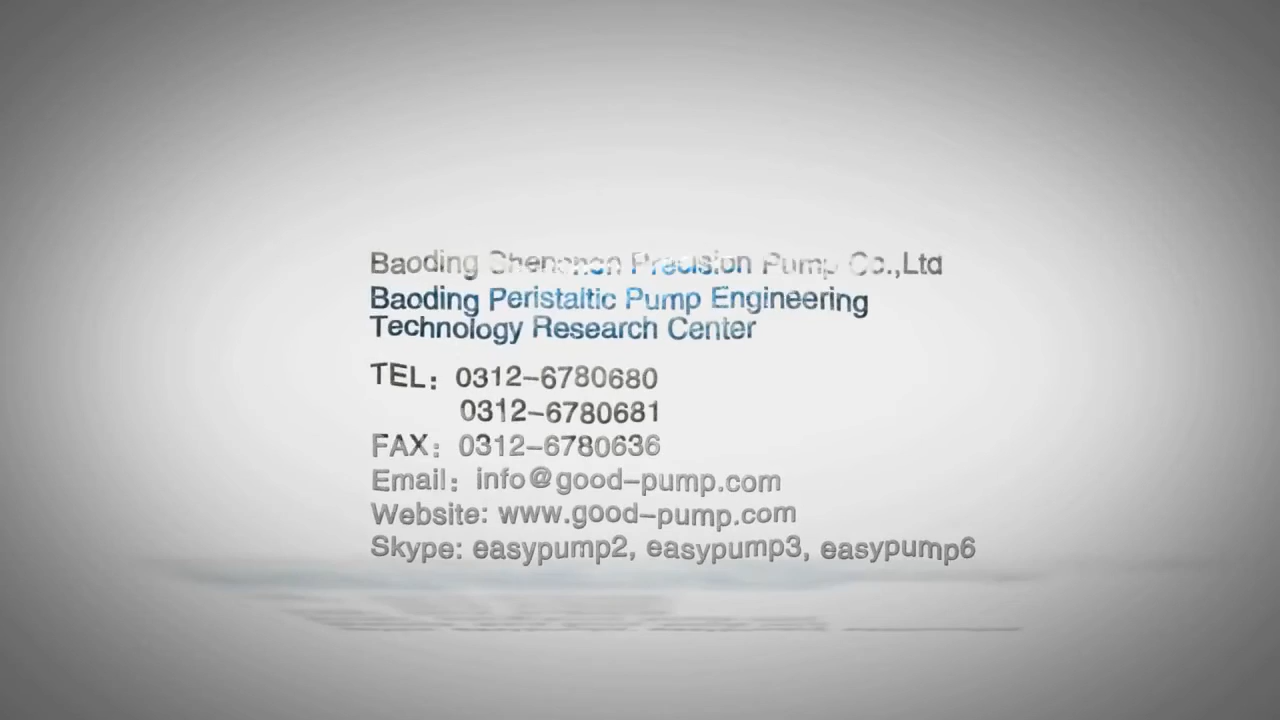 Baoding Precision Pump Co.,Ltd
Baoding Peristaltic Pump Engineering
Technology Research Center
TEL: 0312-6780680
0312-6780681
FAX: 0312-6780636
Email: info@good-pump.com
Website: www.good-pump.com
Skype: easypump2, easypump3, easypump6